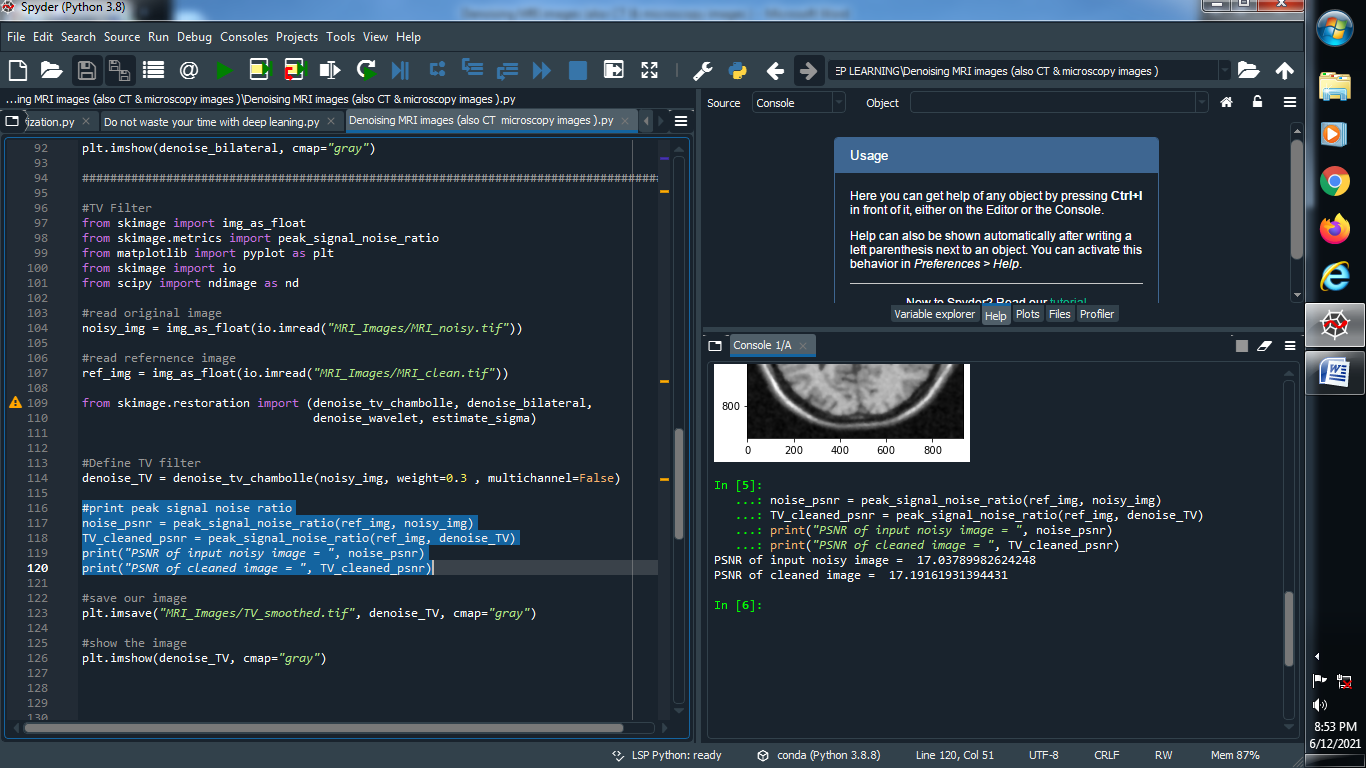 Spyder (Python 3.8)
File Edit Search Source Run Debug Consoles Projects Tools View Help
EP LEARNING\Denoising MRI images (also CT & microscopy images )
...ing MRI images (also CT & microscopy images )\Denoising MRI images (also CT & microscopy images ).py
Source Console Object
ization.py Do not waste your time with deep leaning.py Denoising MRI images (also CT microscopy images ).py
92 plt.imshow(denoise_bilateral, cmap="gray")
93
94 ##################################################################################
95
96 #TV Filter
97 from skimage import img_as_float
98 from skimage.metrics import peak_signal_noise_ratio
99 from matplotlib import pyplot as plt
100 from skimage import io
101 from scipy import ndimage as nd
102
103 #read original image
104 noisy_img = img_as_float(io.imread("MRI_Images/MRI_noisy.tif"))
105
106 #read refernence image
107 ref_img = img_as_float(io.imread("MRI_Images/MRI_clean.tif"))
108
109 from skimage.restoration import (denoise_tv_chambolle, denoise_bilateral,
110 denoise_wavelet, estimate_sigma)
111
112
113 #Define TV filter
114 denoise_TV = denoise_tv_chambolle(noisy_img, weight=0.3 , multichannel=False)
115
116 #print peak signal noise ratio
117 noise_psnr = peak_signal_noise_ratio(ref_img, noisy_img)
118 TV_cleaned_psnr = peak_signal_noise_ratio(ref_img, denoise_TV)
119 print("PSNR of input noisy image = ", noise_psnr)
120 print("PSNR of cleaned image = ", TV_cleaned_psnr)
121
122 #save our image
123 plt.imsave("MRI_Images/TV_smoothed.tif", denoise_TV, cmap="gray")
124
125 #show the image
126 plt.imshow(denoise_TV, cmap="gray")
127
128
129
130
Usage
Here you can get help of any object by pressing Ctrl+I
in front of it, either on the Editor or the Console.
Help can also be shown automatically after writing a
left parenthesis next to an object. You can activate this
behavior in Preferences > Help.
New to Spyder? Read our tutorial
Variable explorer Help Plots Files Profiler
Console 1/A
800
0 200 400 600 800
In [5]:
...: noise_psnr = peak_signal_noise_ratio(ref_img, noisy_img)
...: TV_cleaned_psnr = peak_signal_noise_ratio(ref_img, denoise_TV)
...: print("PSNR of input noisy image = ", noise_psnr)
...: print("PSNR of cleaned image = ", TV_cleaned_psnr)
PSNR of input noisy image = 17.03789982624248
PSNR of cleaned image = 17.19161931394431
In [6]:
LSP Python: ready conda (Python 3.8.8) Line 120, Col 51 UTF-8 CRLF RW Mem 87%
8:53 PM
6/12/2021